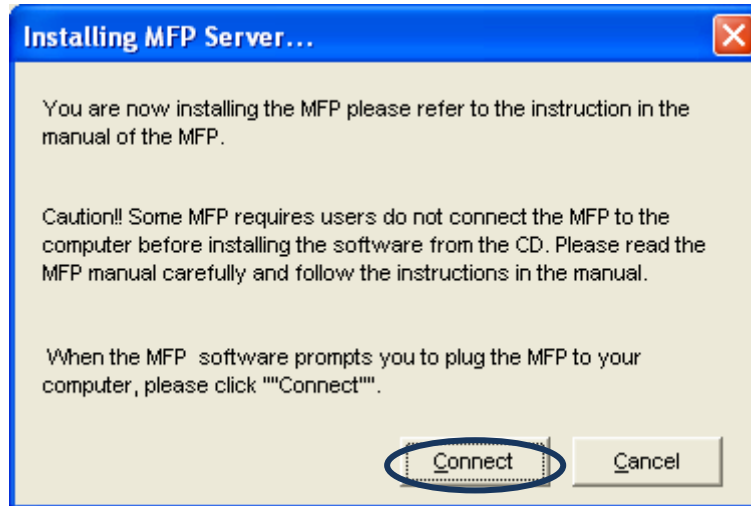 Installing MFP Server...
You are now installing the MFP please refer to the instruction in the
manual of the MFP.
Caution!! Some MFP requires users do not connect the MFP to the
computer before installing the software from the CD. Please read the
MFP manual carefully and follow the instructions in the manual.
When the MFP  software prompts you to plug the MFP to your
computer, please click ""Connect"".
Connect Cancel